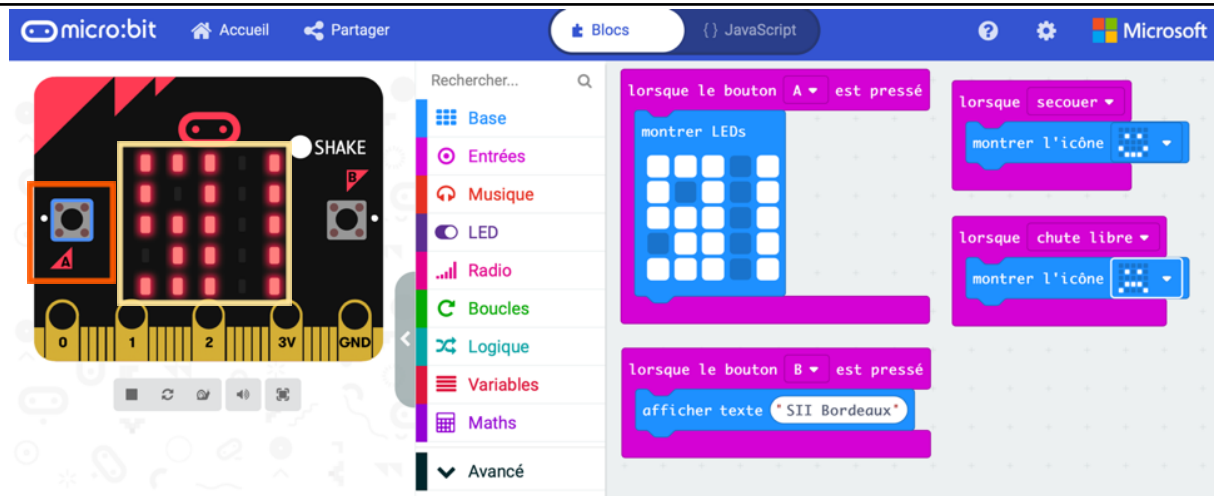 micro:bit
Accueil
Partager
Blocs
{} JavaScript
Microsoft
SHAKE
B
A
0
1
2
3V
GND
Rechercher...
Base
Entrées
Musique
LED
Radio
Boucles
Logique
Variables
Maths
Avancé
lorsque le bouton A est pressé
montrer LEDs
lorsque le bouton B est pressé
afficher texte "SII Bordeaux"
lorsque secouer
montrer l'icône
lorsque chute libre
montrer l'icône